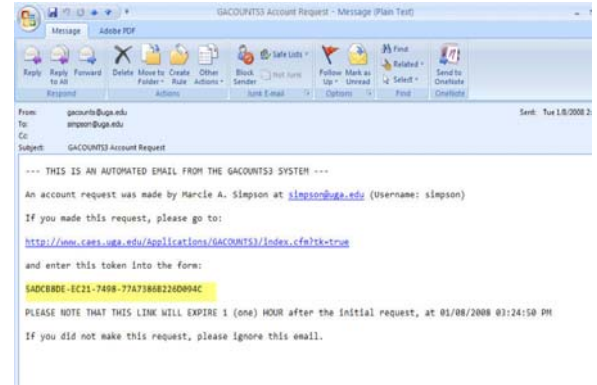 GACOUNTS3 Account Request - Message (Plain Text)
Message Adobe PDF
Reply Reply to All Forward Delete Move to Folder Create Rule Other Actions Block Sender Safe Lists Not Junk Follow Up Mark as Unread Find Related Select Send to OneNote
Respond Actions Junk E-mail Options Find OneNote
From: gacounts@uga.edu Sent: Tue 1/8/2008 2:
To: simpson@uga.edu
Cc:
Subject: GACOUNTS3 Account Request
--- THIS IS AN AUTOMATED EMAIL FROM THE GACOUNTS3 SYSTEM ---
An account request was made by Marcie A. Simpson at simpson@uga.edu (Username: simpson)
If you made this request, please go to:
http://www.caes.uga.edu/Applications/GACOUNTS3/index.cfm?tk=true
and enter this token into the form:
5ADCB8DE-EC21-7498-77A7386B226D094C
PLEASE NOTE THAT THIS LINK WILL EXPIRE 1 (one) HOUR after the initial request, at 01/08/2008 03:24:50 PM
If you did not make this request, please ignore this email.